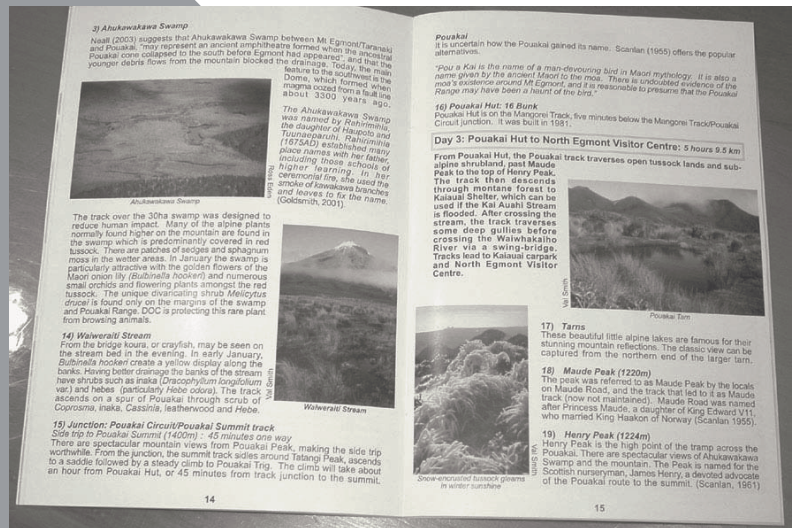 3) Ahukawakawa Swamp
Neall (2003) suggests that Ahukawakawa Swamp between Mt Egmont/Taranaki
and Pouakai, "may represent an ancient amphitheatre formed when the ancestral
Pouakai cone collapsed to the south before Egmont had appeared", and that the
younger debris flows from the mountain blocked the drainage. Today, the main
feature to the southwest is the
Dome, which formed when
magma oozed from a fault line
about 3300 years ago.
The Ahukawakawa Swamp
was named by Rahirimihia,
the daughter of Haupoto and
Tuunaeparuhi. Rahirimihia
(1675AD) established many
place names with her father,
including those schools of
higher learning. In her
ceremonial fire, she used the
smoke of kawakawa branches
and leaves to fix the name.
(Goldsmith, 2001).
Ross Eden
Ahukawakawa Swamp
The track over the 30ha swamp was designed to
reduce human impact. Many of the alpine plants
normally found higher on the mountain are found in
the swamp which is predominantly covered in red
tussock. There are patches of sedges and sphagnum
moss in the wetter areas. In January the swamp is
particularly attractive with the golden flowers of the
Maori onion lily (Bulbinella hookeri) and numerous
small orchids and flowering plants amongst the red
tussock. The unique divaricating shrub Melicytus
drucei is found only on the margins of the swamp
and Pouakai Range. DOC is protecting this rare plant
from browsing animals.
14) Waiweraiti Stream
From the bridge koura, or crayfish, may be seen on
the stream bed in the evening. In early January,
Bulbinella hookeri create a yellow display along the
banks. Having better drainage the banks of the stream
have shrubs such as inaka (Dracophyllum longifolium
var.) and hebes (particularly Hebe odora). The track
ascends on a spur of Pouakai through scrub of
Coprosma, inaka, Cassinia, leatherwood and Hebe.
Val Smith
Waiweraiti Stream
15) Junction: Pouakai Circuit/Pouakai Summit track
Side trip to Pouakai Summit (1400m) : 45 minutes one way
There are spectacular mountain views from Pouakai Peak, making the side trip
worthwhile. From the junction, the summit track sidles around Tatangi Peak, ascends
to a saddle followed by a steady climb to Pouakai Trig. The climb will take about
an hour from Pouakai Hut, or 45 minutes from track junction to the summit.
14
Pouakai
It is uncertain how the Pouakai gained its name. Scanlan (1955) offers the popular
alternatives.
"Pou a Kai is the name of a man-devouring bird in Maori mythology. It is also a
name given by the ancient Maori to the moa. There is undoubted evidence of the
moa's existence around Mt Egmont, and it is reasonable to presume that the Pouakai
Range may have been a haunt of the bird."
16) Pouakai Hut: 16 Bunk
Pouakai Hut is on the Mangorei Track, five minutes below the Mangorei Track/Pouakai
Circuit junction. It was built in 1981.
Day 3: Pouakai Hut to North Egmont Visitor Centre: 5 hours 9.5 km
From Pouakai Hut, the Pouakai track traverses open tussock lands and sub-
alpine shrubland, past Maude
Peak to the top of Henry Peak.
The track then descends
through montane forest to
Kaiauai Shelter, which can be
used if the Kai Auahi Stream
is flooded. After crossing the
stream, the track traverses
some deep gullies before
crossing the Waiwhakaiho
River via a swing-bridge.
Tracks lead to Kaiauai carpark
and North Egmont Visitor
Centre.
Val Smith
Pouakai Tarn
17) Tarns
These beautiful little alpine lakes are famous for their
stunning mountain reflections. The classic view can be
captured from the northern end of the larger tarn.
18) Maude Peak (1220m)
The peak was referred to as Maude Peak by the locals
on Maude Road, and the track that led to it as Maude
track (now not maintained). Maude Road was named
after Princess Maude, a daughter of King Edward V11,
who married King Haakon of Norway (Scanlan 1955).
19) Henry Peak (1224m)
Henry Peak is the high point of the tramp across the
Pouakai. There are spectacular views of Ahukawakawa
Swamp and the mountain. The Peak is named for the
Scottish nurseryman, James Henry, a devoted advocate
of the Pouakai route to the summit. (Scanlan, 1961)
Val Smith
Snow-encrusted tussock gleams
in winter sunshine
15